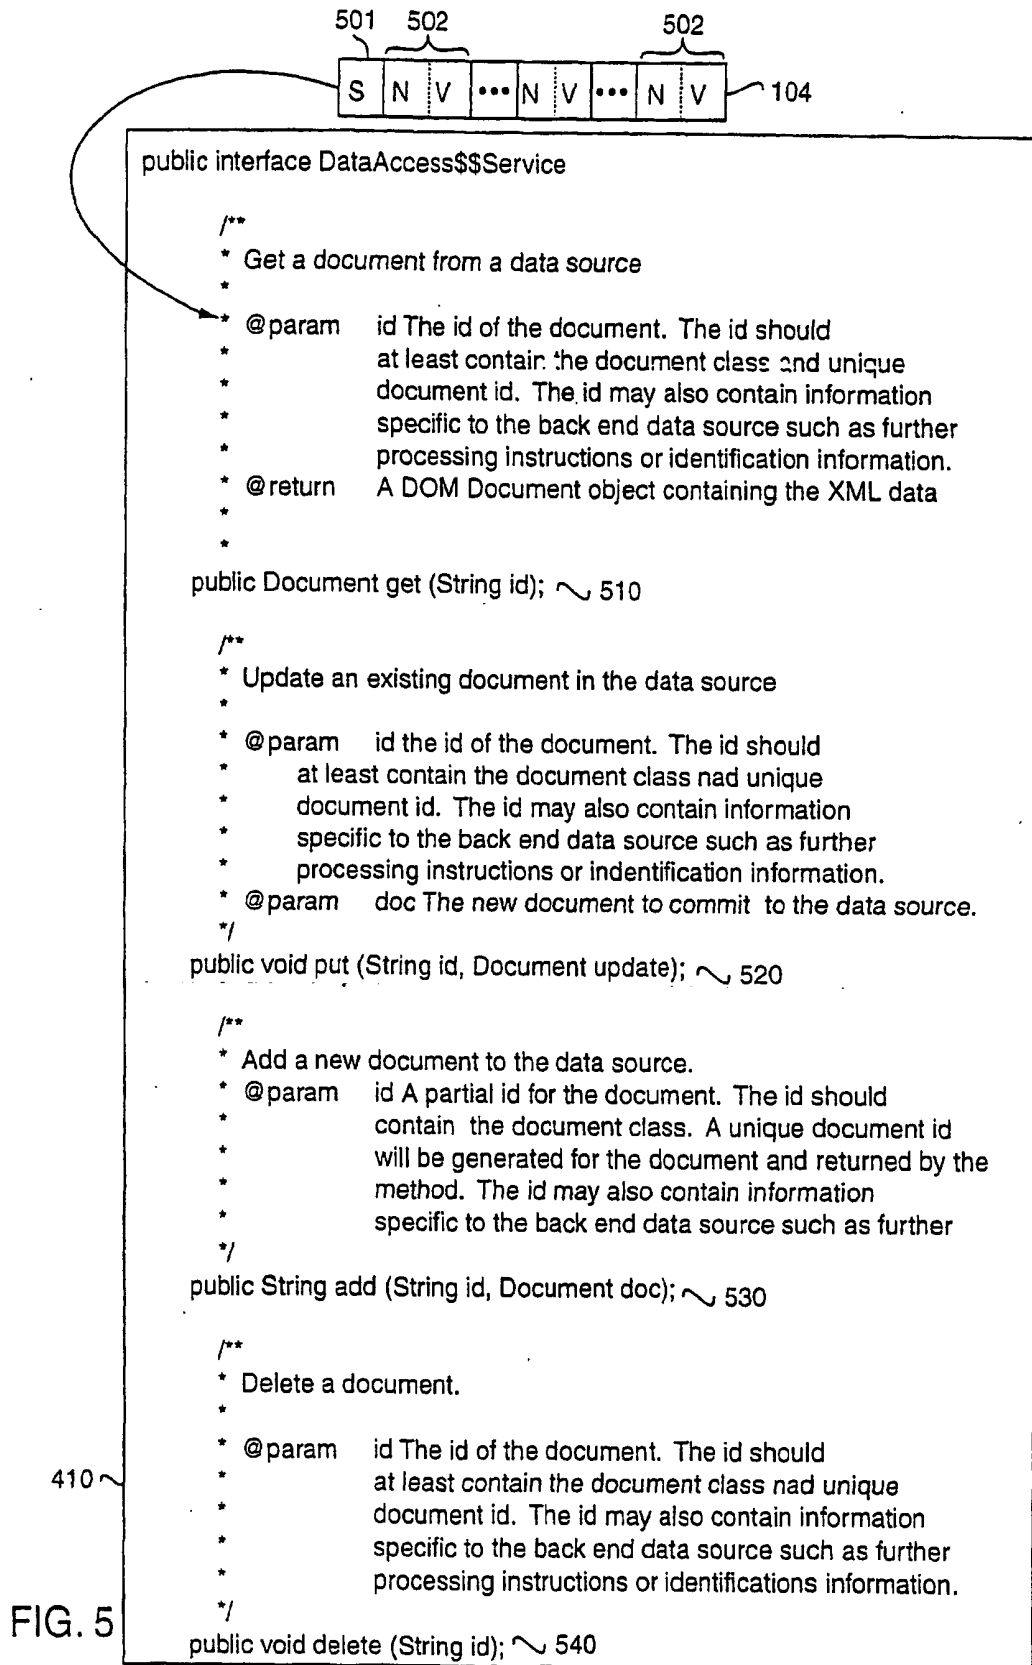 501 502 502
S N V ••• N V ••• N V 104
public interface DataAccess$$Service
/**
* Get a document from a data source
*
* @param id The id of the document. The id should
* at least contain the document class and unique
* document id. The id may also contain information
* specific to the back end data source such as further
* processing instructions or identification information.
* @return A DOM Document object containing the XML data
*
*
public Document get (String id); 510
/**
* Update an existing document in the data source
*
* @param id the id of the document. The id should
* at least contain the document class nad unique
* document id. The id may also contain information
* specific to the back end data source such as further
* processing instructions or indentification information.
* @param doc The new document to commit to the data source.
*/
public void put (String id, Document update); 520
/**
* Add a new document to the data source.
* @param id A partial id for the document. The id should
* contain the document class. A unique document id
* will be generated for the document and returned by the
* method. The id may also contain information
* specific to the back end data source such as further
*/
public String add (String id, Document doc); 530
/**
* Delete a document.
*
* @param id The id of the document. The id should
410 * at least contain the document class nad unique
* document id. The id may also contain information
* specific to the back end data source such as further
* processing instructions or identifications information.
*/
FIG. 5
public void delete (String id); 540